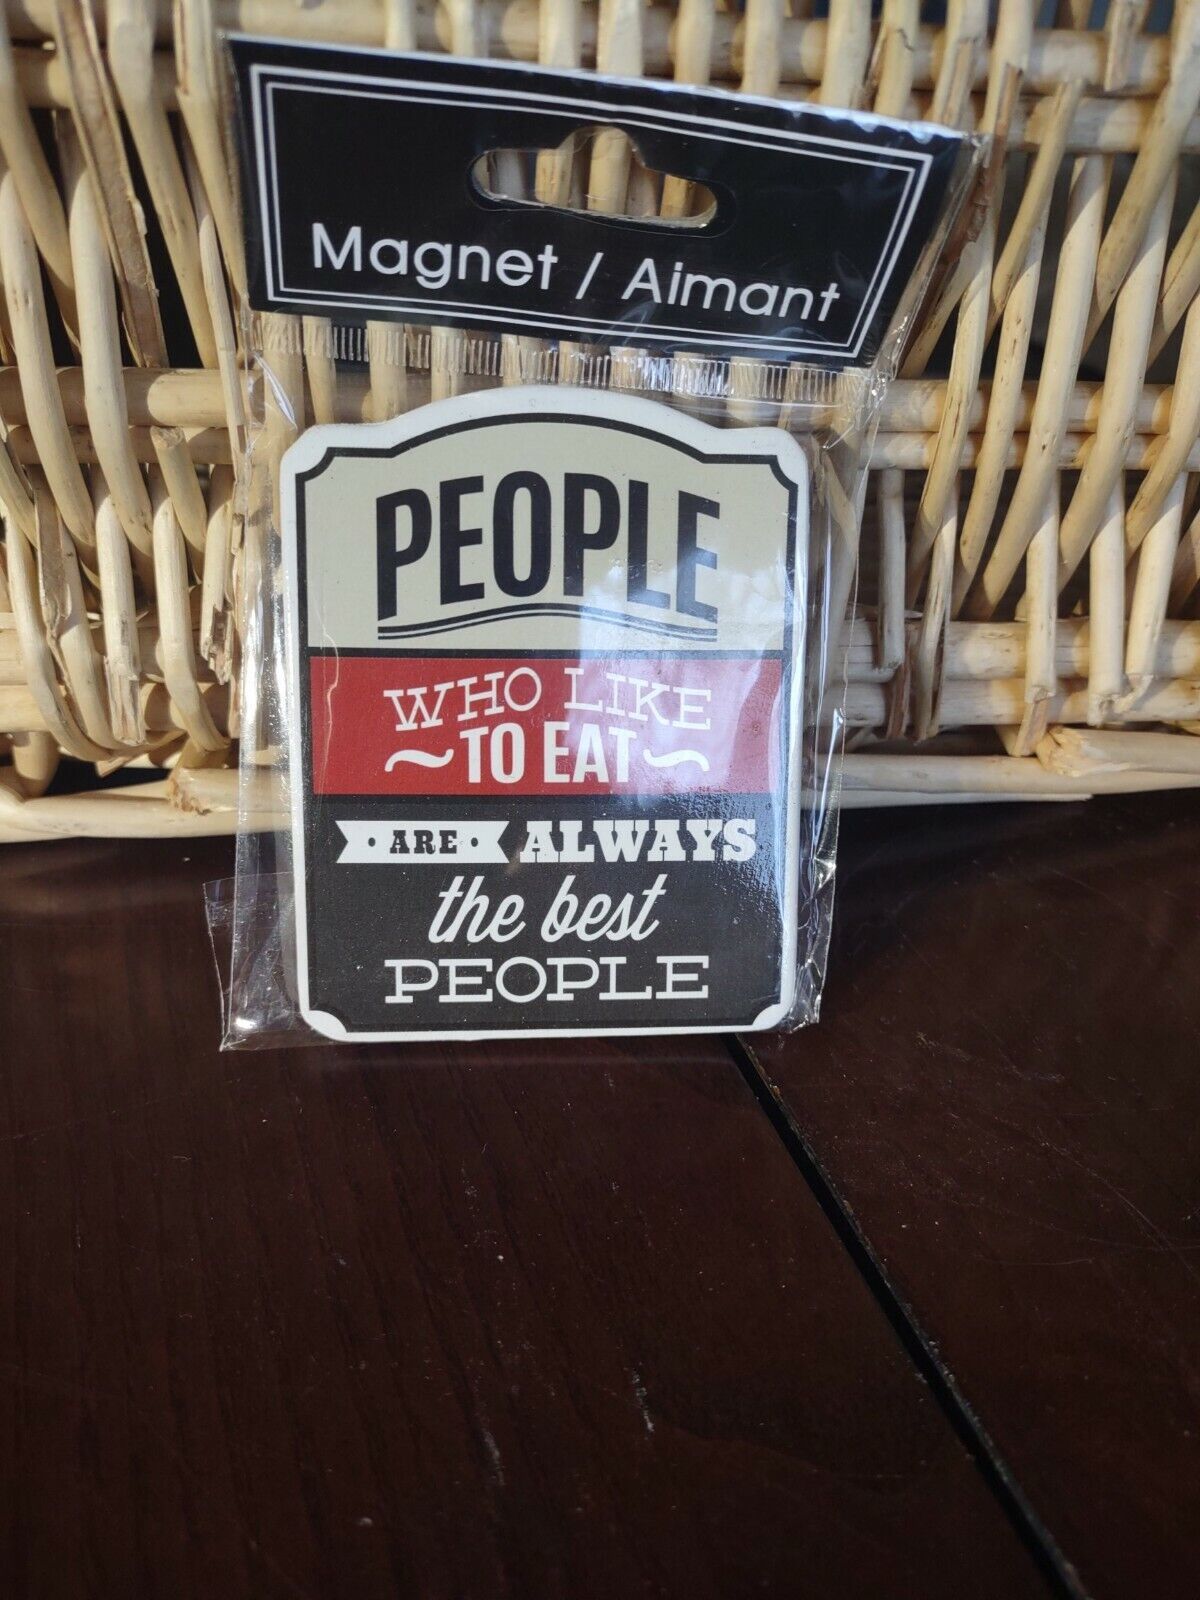 Magnet / Aimant
PEOPLE
WHO LIKE
TO EAT
ARE ALWAYS
the best
PEOPLE